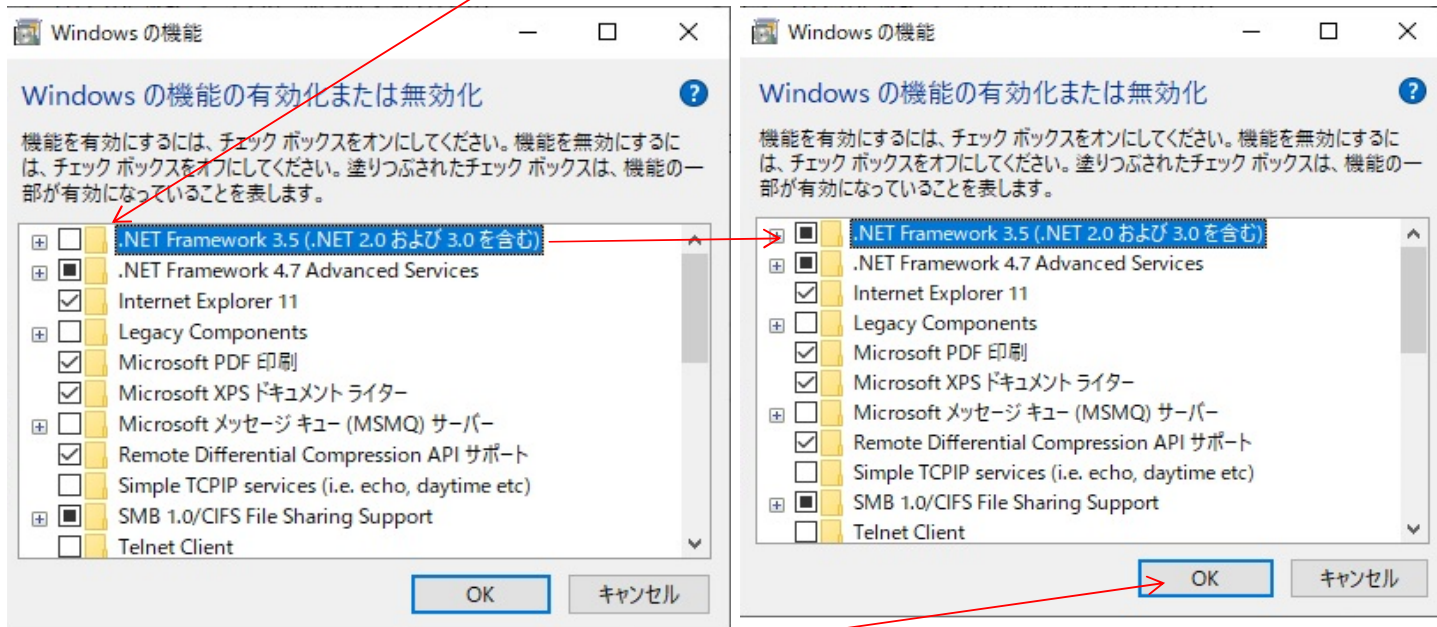 Windows の機能
Windows の機能の有効化または無効化
機能を有効にするには、チェック ボックスをオンにしてください。機能を無効にするに
は、チェック ボックスをオフにしてください。塗りつぶされたチェック ボックスは、機能の一
部が有効になっていることを表します。
.NET Framework 3.5 (.NET 2.0 および 3.0 を含む)
.NET Framework 4.7 Advanced Services
Internet Explorer 11
Legacy Components
Microsoft PDF 印刷
Microsoft XPS ドキュメント ライター
Microsoft メッセージ キュー (MSMQ) サーバー
Remote Differential Compression API サポート
Simple TCPIP services (i.e. echo, daytime etc)
SMB 1.0/CIFS File Sharing Support
Telnet Client
OK
キャンセル
Windows の機能
Windows の機能の有効化または無効化
機能を有効にするには、チェック ボックスをオンにしてください。機能を無効にするに
は、チェック ボックスをオフにしてください。塗りつぶされたチェック ボックスは、機能の一
部が有効になっていることを表します。
.NET Framework 3.5 (.NET 2.0 および 3.0 を含む)
.NET Framework 4.7 Advanced Services
Internet Explorer 11
Legacy Components
Microsoft PDF 印刷
Microsoft XPS ドキュメント ライター
Microsoft メッセージ キュー (MSMQ) サーバー
Remote Differential Compression API サポート
Simple TCPIP services (i.e. echo, daytime etc)
SMB 1.0/CIFS File Sharing Support
Telnet Client
OK
キャンセル